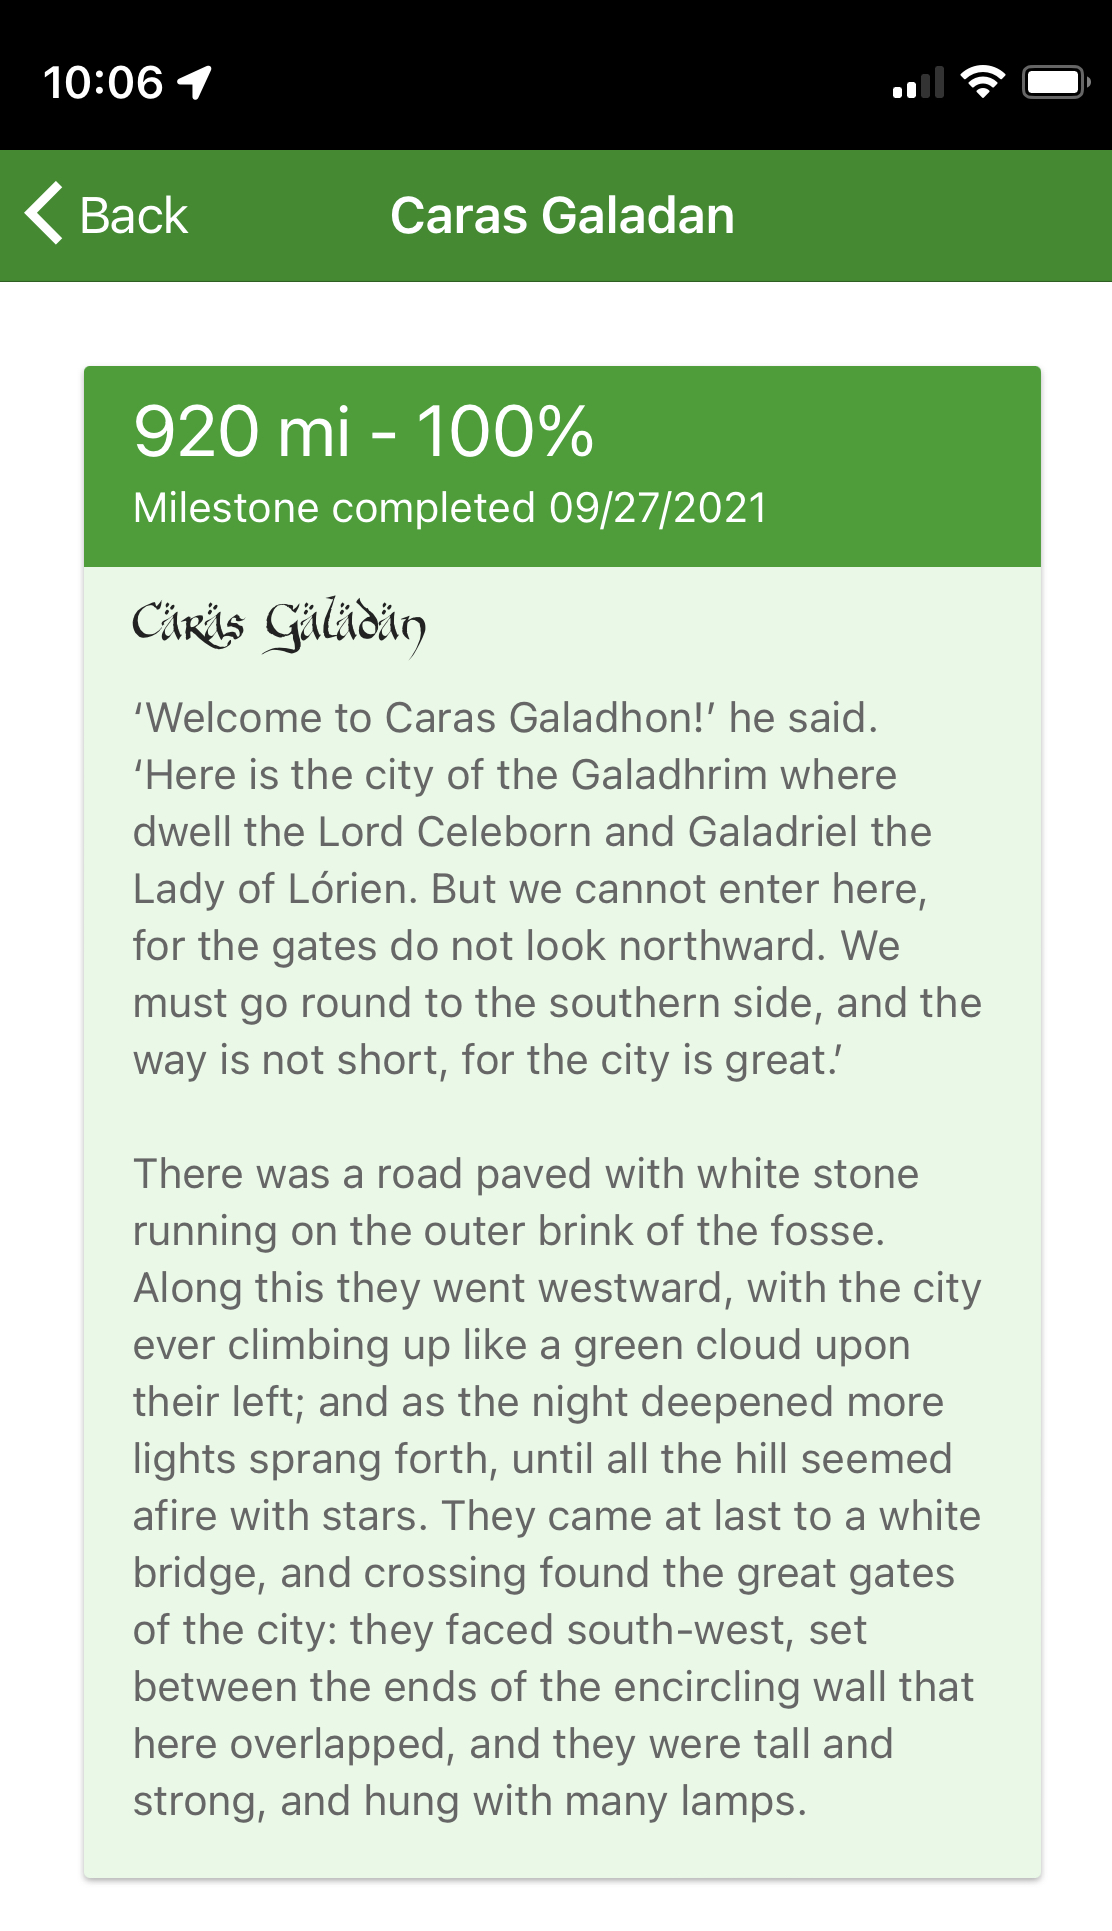 10:06
Back
Caras Galadan
920 mi - 100%
Milestone completed 09/27/2021
Caras Galadan
‘Welcome to Caras Galadhon!’ he said.
‘Here is the city of the Galadhrim where
dwell the Lord Celeborn and Galadriel the
Lady of Lórien. But we cannot enter here,
for the gates do not look northward. We
must go round to the southern side, and the
way is not short, for the city is great.’
There was a road paved with white stone
running on the outer brink of the fosse.
Along this they went westward, with the city
ever climbing up like a green cloud upon
their left; and as the night deepened more
lights sprang forth, until all the hill seemed
afire with stars. They came at last to a white
bridge, and crossing found the great gates
of the city: they faced south-west, set
between the ends of the encircling wall that
here overlapped, and they were tall and
strong, and hung with many lamps.